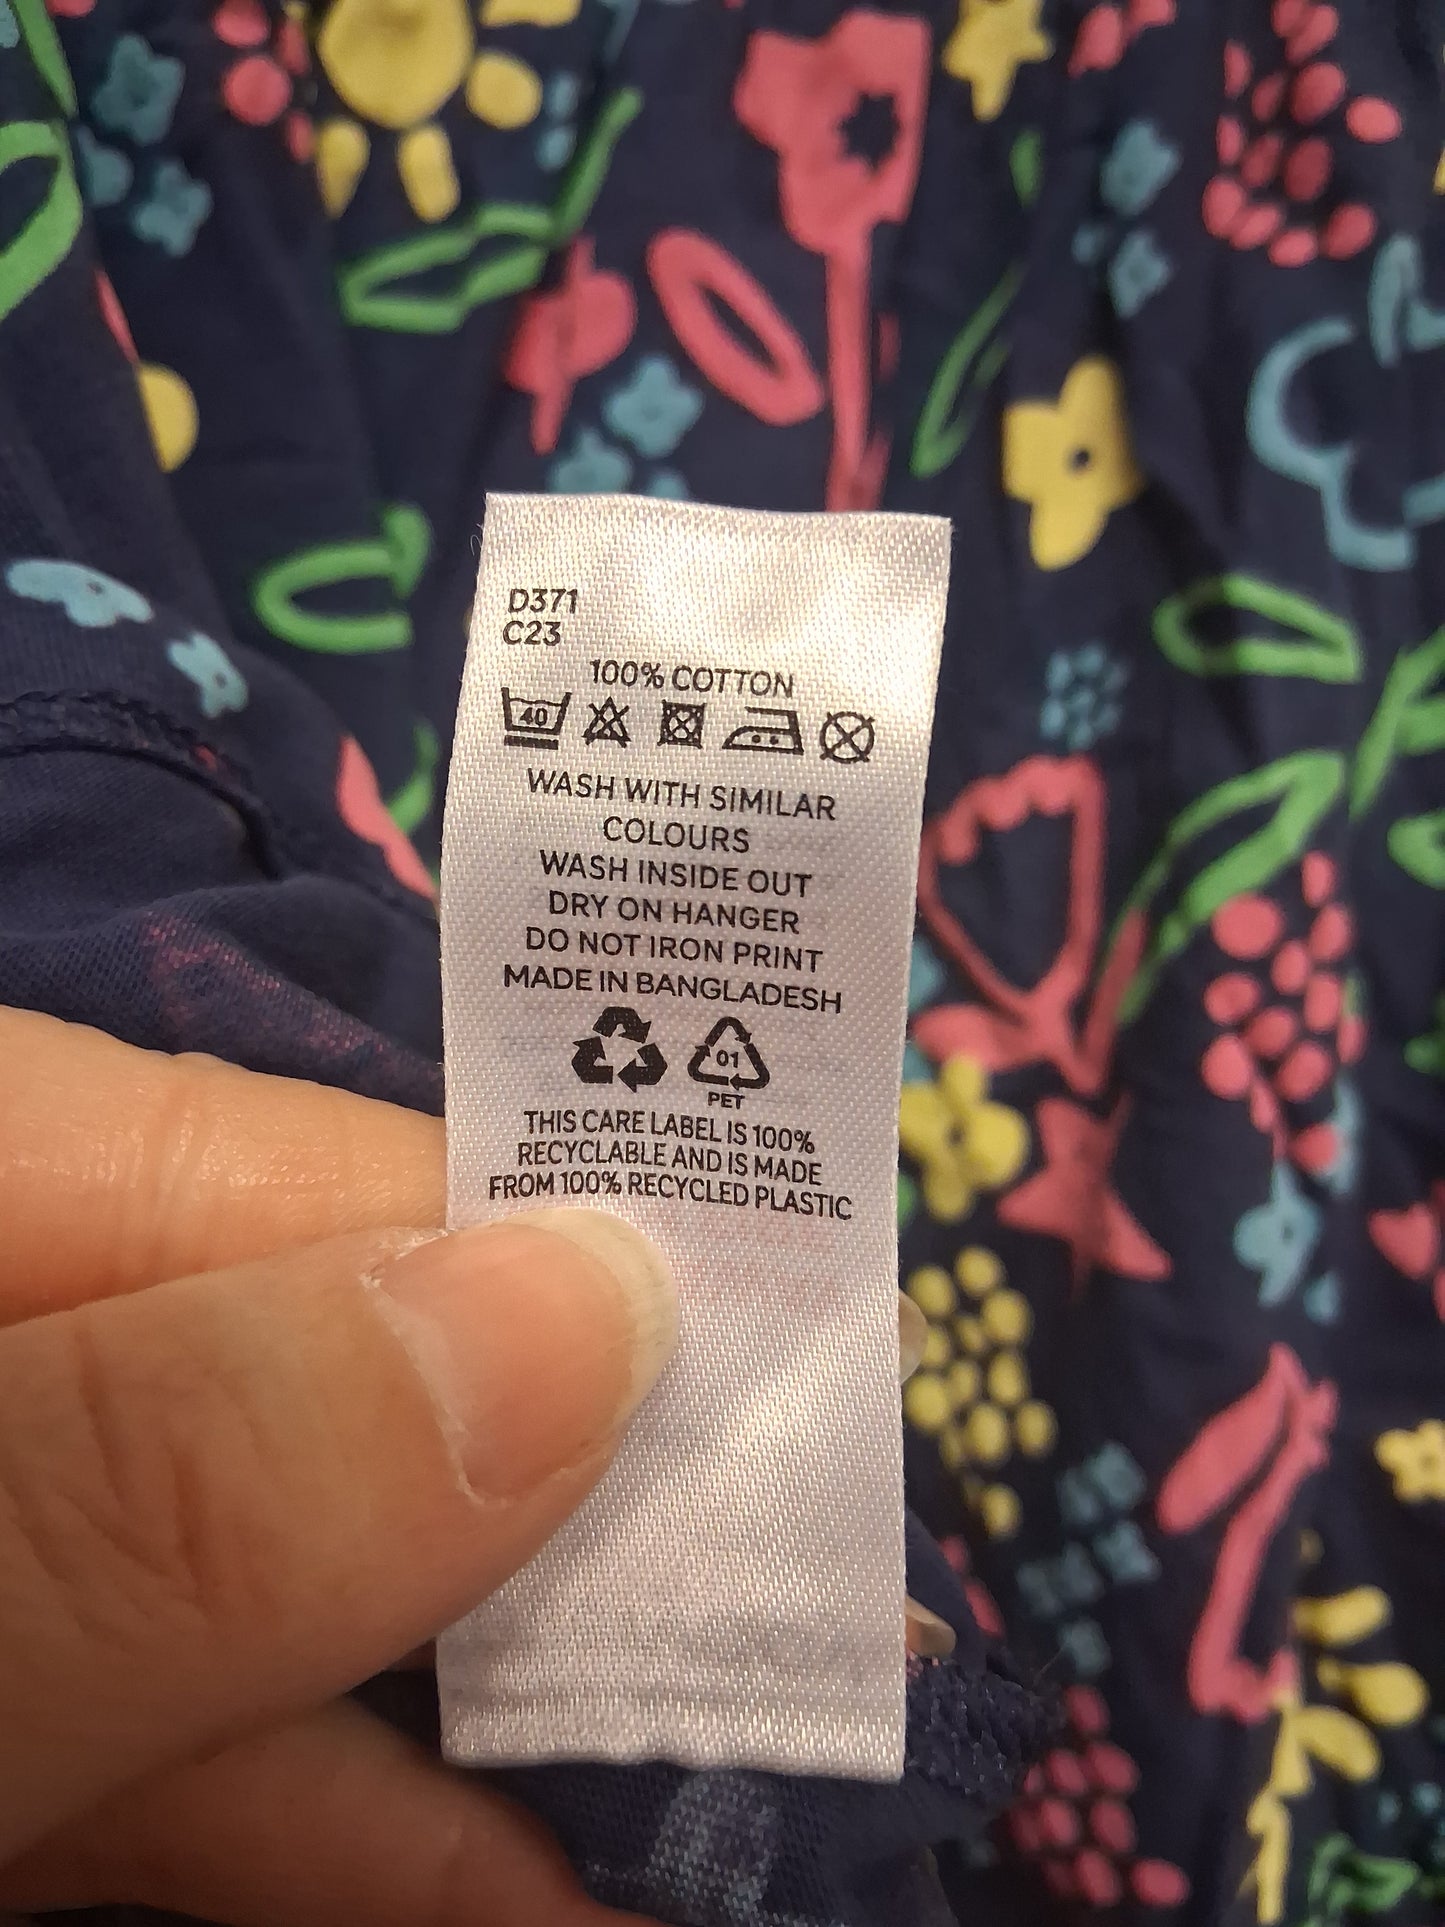 D371
C23
100% COTTON
40
WASH WITH SIMILAR
COLOURS
WASH INSIDE OUT
DRY ON HANGER
DO NOT IRON PRINT
MADE IN BANGLADESH
01
PET
THIS CARE LABEL IS 100%
RECYCLABLE AND IS MADE
FROM 100% RECYCLED PLASTIC